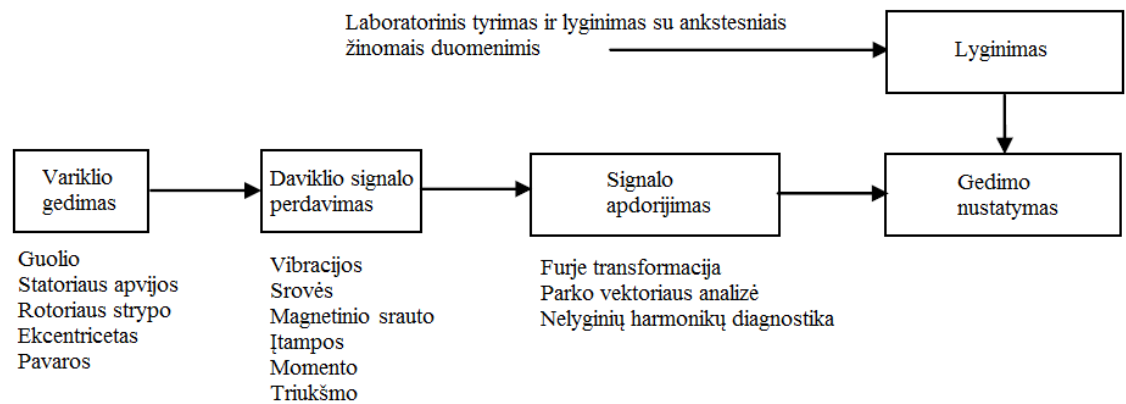 Laboratorinis tyrimas ir lyginimas su ankstesniais
žinomais duomenimis
Lyginimas
Variklio
gedimas
Daviklio signalo
perdavimas
Signalo
apdorijimas
Gedimo
nustatymas
Guolio
Statoriaus apvijos
Rotoriaus strypo
Ekcentricetas
Pavaros
Vibracijos
Srovės
Magnetinio srauto
Įtampos
Momento
Triukšmo
Furje transformacija
Parko vektoriaus analizė
Nelyginių harmonikų diagnostika